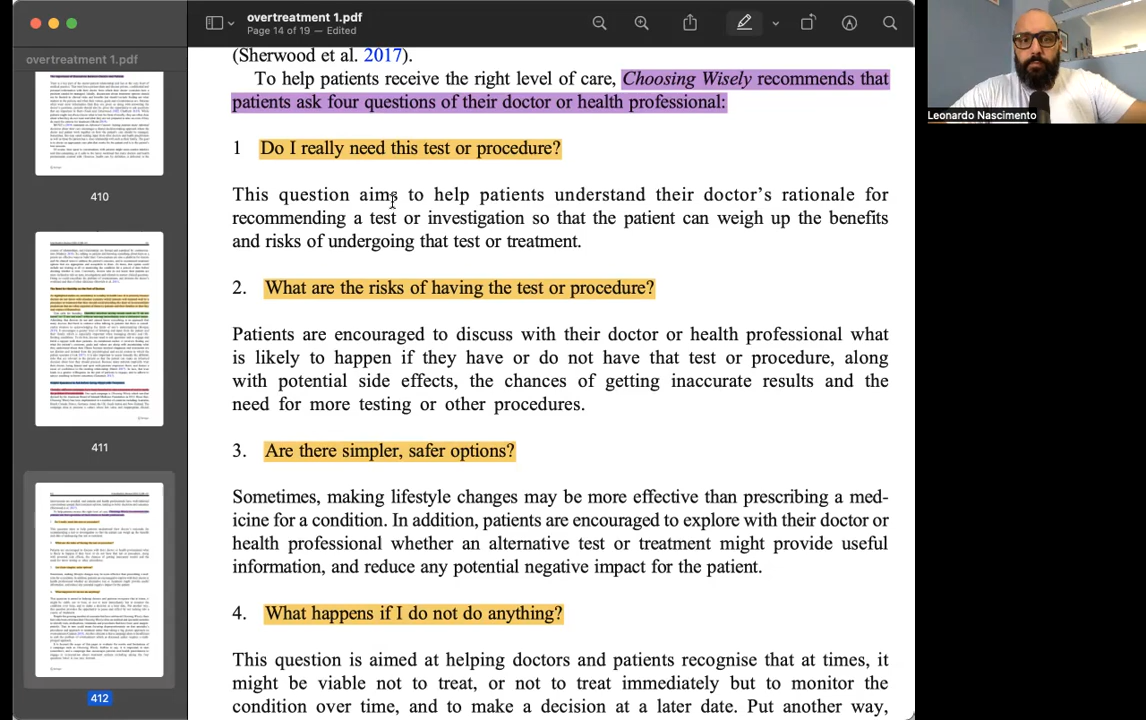 overtreatment 1.pdf
Page 14 of 19 — Edited
overtreatment 1.pdf
410
411
412
(Sherwood et al. 2017).
To help patients receive the right level of care, Choosing Wisely recommends that
patients ask four questions of their doctor or health professional:
1 Do I really need this test or procedure?
This question aims to help patients understand their doctor's rationale for
recommending a test or investigation so that the patient can weigh up the benefits
and risks of undergoing that test or treatment.
2. What are the risks of having the test or procedure?
Patients are encouraged to discuss with their doctor or health professional what
is likely to happen if they have or do not have that test or procedure, along
with potential side effects, the chances of getting inaccurate results and the
need for more testing or other procedures.
3. Are there simpler, safer options?
Sometimes, making lifestyle changes may be more effective than prescribing a med-
icine for a condition. In addition, patients are encouraged to explore with their doctor or
health professional whether an alternative test or treatment might provide useful
information, and reduce any potential negative impact for the patient.
4. What happens if I do not do anything?
This question is aimed at helping doctors and patients recognise that at times, it
might be viable not to treat, or not to treat immediately but to monitor the
condition over time, and to make a decision at a later date. Put another way,
Leonardo Nascimento